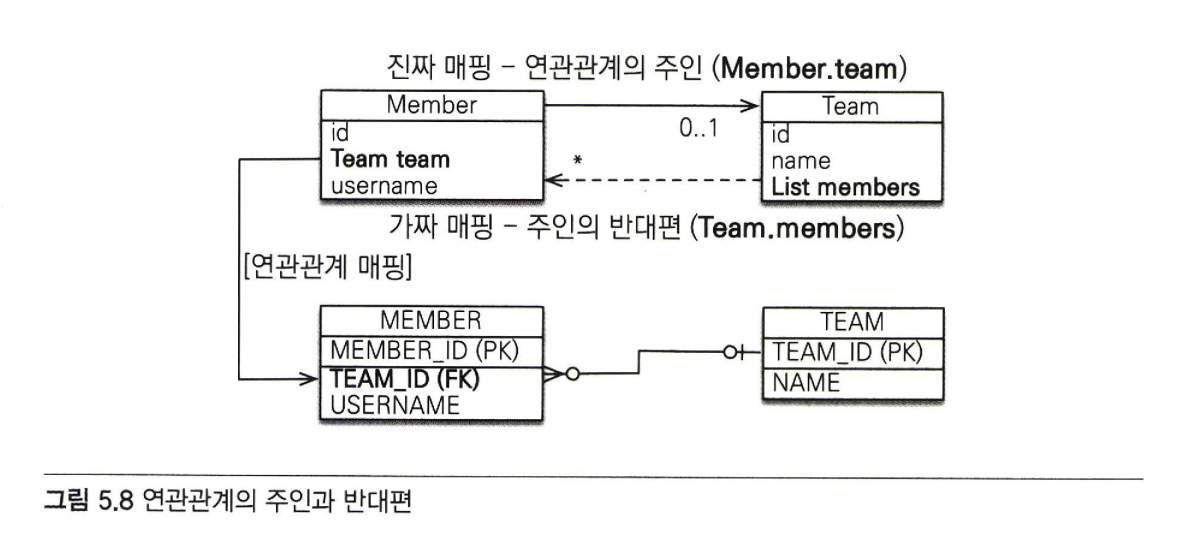 진짜 매핑 - 연관관계의 주인 (Member.team)
Member
id
Team team
username
0..1
*
Team
id
name
List members
가짜 매핑 - 주인의 반대편 (Team.members)
[연관관계 매핑]
MEMBER
MEMBER_ID (PK)
TEAM_ID (FK)
USERNAME
TEAM
TEAM_ID (PK)
NAME
그림 5.8 연관관계의 주인과 반대편